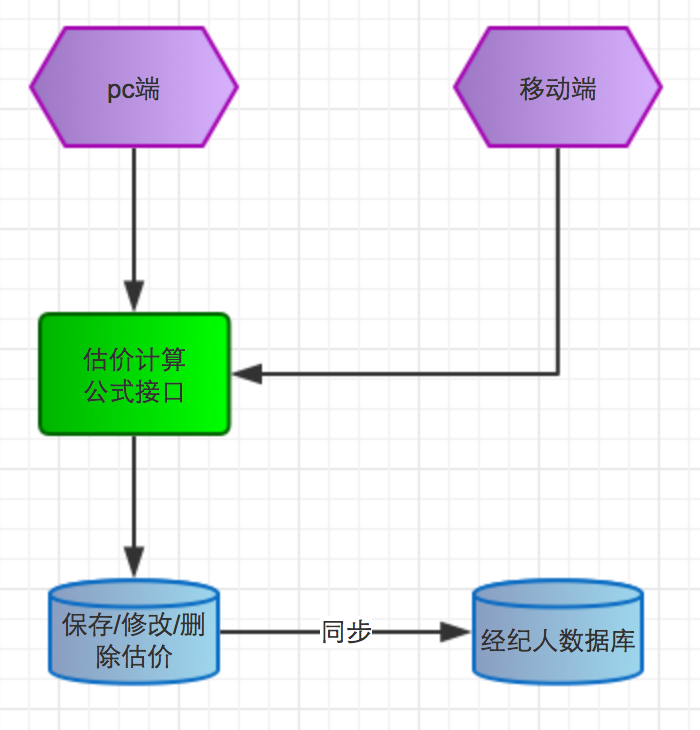 pc端
移动端
估价计算
公式接口
保存/修改/删
除估价
同步
经纪人数据库